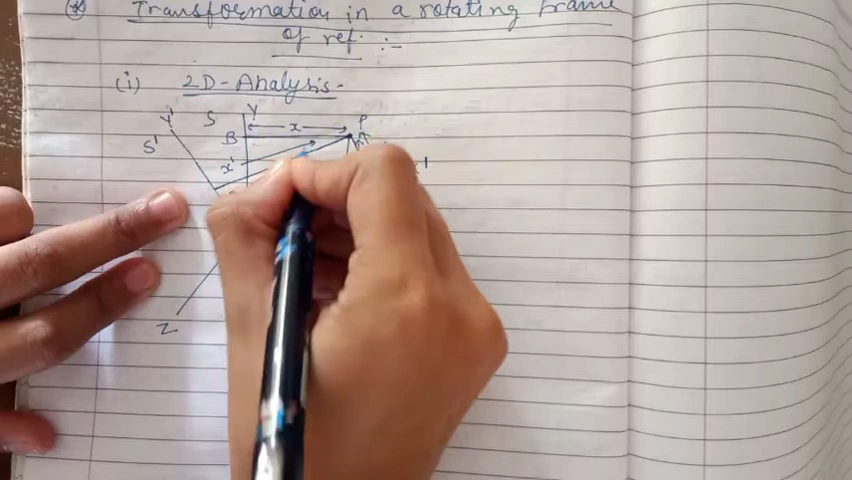 Transformation in a rotating frame
of ref. :-
(i) 2D-Analysis-
Y' S Y P
S' B x
x'
Z